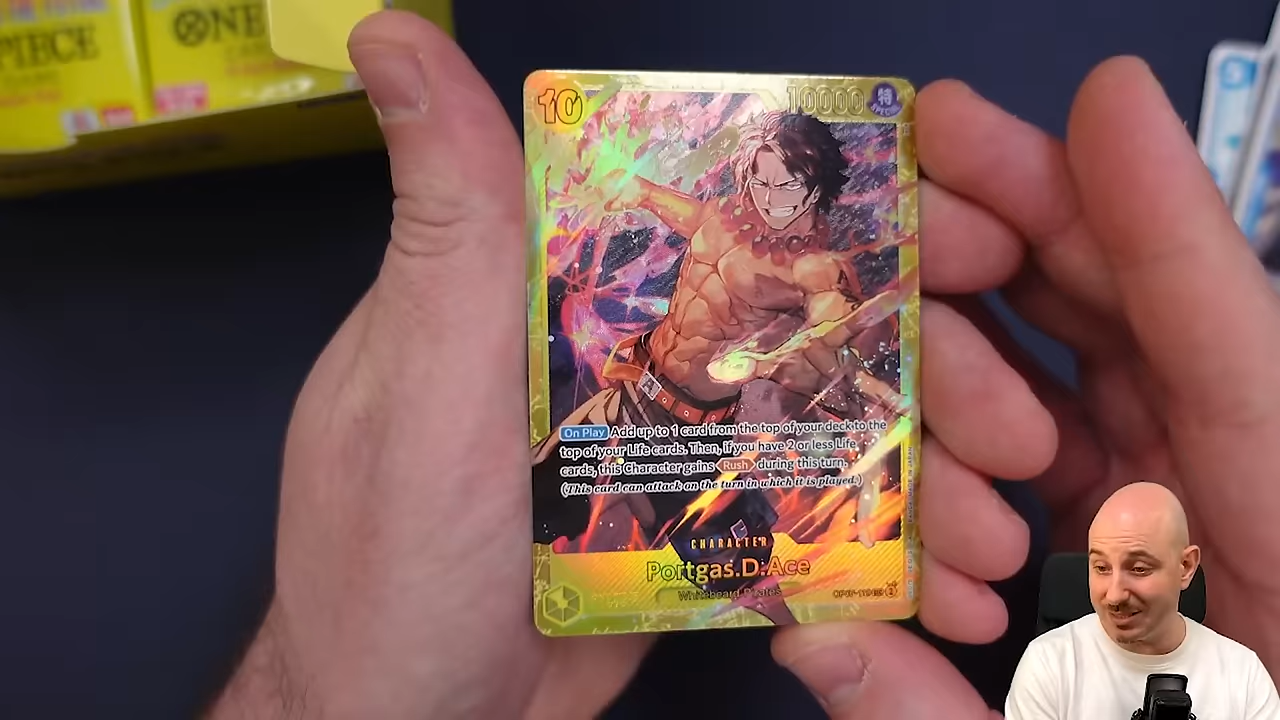 PIECE
ONE
10
10000
特
SPECIAL
On Play Add up to 1 card from the top of your deck to the
top of your Life cards. Then, if you have 2 or less Life
cards, this Character gains Rush during this turn.
(This card can attack on the turn in which it is played.)
CHARACTER
Portgas.D.Ace
Whitebeard Pirates